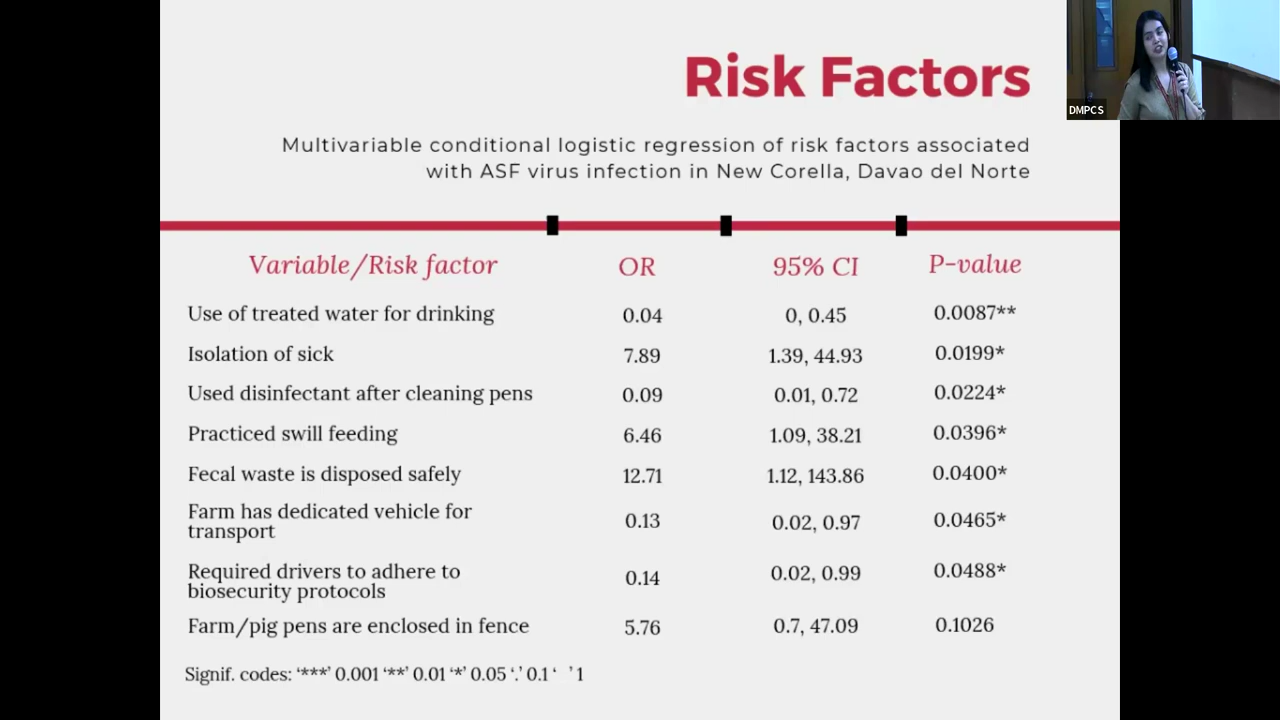 Risk Factors
DMPCS
Multivariable conditional logistic regression of risk factors associated
with ASF virus infection in New Corella, Davao del Norte
Variable/Risk factor OR 95% CI P-value
Use of treated water for drinking 0.04 0, 0.45 0.0087**
Isolation of sick 7.89 1.39, 44.93 0.0199*
Used disinfectant after cleaning pens 0.09 0.01, 0.72 0.0224*
Practiced swill feeding 6.46 1.09, 38.21 0.0396*
Fecal waste is disposed safely 12.71 1.12, 143.86 0.0400*
Farm has dedicated vehicle for
transport 0.13 0.02, 0.97 0.0465*
Required drivers to adhere to
biosecurity protocols 0.14 0.02, 0.99 0.0488*
Farm/pig pens are enclosed in fence 5.76 0.7, 47.09 0.1026
Signif. codes: ‘***’ 0.001 ‘**’ 0.01 ‘*’ 0.05 ‘.’ 0.1 ‘ ’ 1